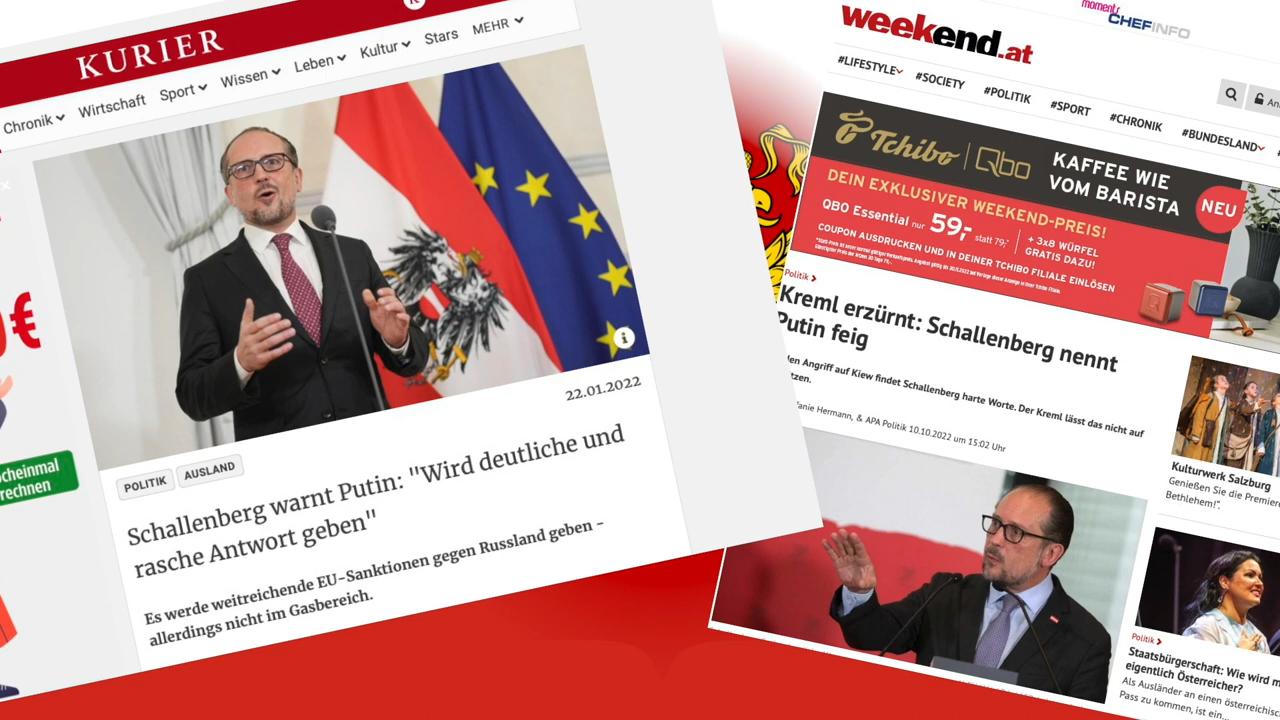 KURIER
Chronik
Wirtschaft
Sport
Wissen
Leben
Kultur
Stars
MEHR
€
rechnen
22.01.2022
POLITIK
AUSLAND
Schallenberg warnt Putin: "Wird deutliche und
rasche Antwort geben"
Es werde weitreichende EU-Sanktionen gegen Russland geben -
allerdings nicht im Gasbereich.
moments
CHEFINFO
weekend.at
#LIFESTYLE
#SOCIETY
#POLITIK
#SPORT
#CHRONIK
#BUNDESLAND
Tchibo
Qbo
KAFFEE WIE
VOM BARISTA
NEU
DEIN EXKLUSIVER WEEKEND-PREIS!
QBO Essential nur 59,- statt 79,-
+ 3x8 WÜRFEL
GRATIS DAZU!
COUPON AUSDRUCKEN UND IN DEINER TCHIBO FILIALE EINLÖSEN
Politik
Kreml erzürnt: Schallenberg nennt
Putin feig
Angriff auf Kiew findet Schallenberg harte Worte. Der Kreml lässt das nicht auf
Hermann, & APA Politik 10.10.2022 um 15:02 Uhr
Kulturwerk Salzburg
Genießen Sie die Premiere
Bethlehem!".
Politik
Staatsbürgerschaft: Wie wird m
eigentlich Österreicher?
Als Ausländer an einen österreichisc
Pass zu kommen, ist ein...